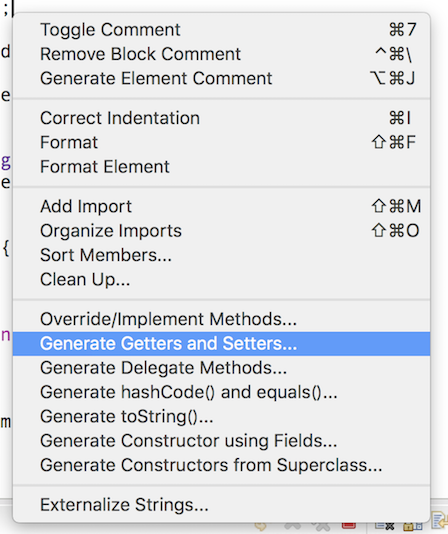 ;
Toggle Comment ⌘7
d
Remove Block Comment ^⌘\
Generate Element Comment ⌥⌘J
e
Correct Indentation ⌘I
Format ⇧⌘F
g
Format Element
e
Add Import ⇧⌘M
Organize Imports ⇧⌘O
{
Sort Members...
Clean Up...
Override/Implement Methods...
n
Generate Getters and Setters...
Generate Delegate Methods...
Generate hashCode() and equals()...
Generate toString()...
m
Generate Constructor using Fields...
Generate Constructors from Superclass...
Externalize Strings...